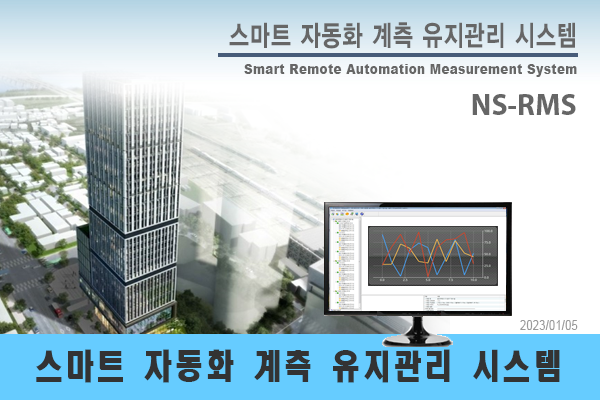 스마트 자동화 계측 유지관리 시스템
Smart Remote Automation Measurement System
NS-RMS
2023/01/05
스마트 자동화 계측 유지관리 시스템